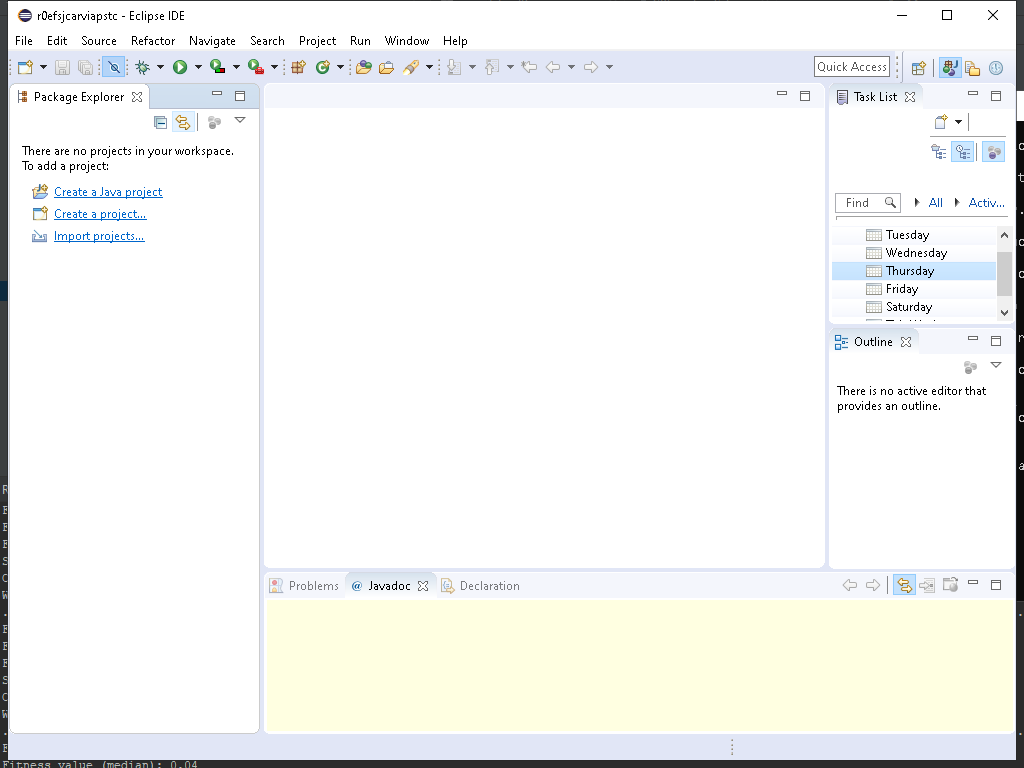 r0efsjcarviapstc - Eclipse IDE
File Edit Source Refactor Navigate Search Project Run Window Help
Quick Access
Package Explorer
Task List
There are no projects in your workspace.
To add a project:
Create a Java project
Create a project...
Import projects...
Find All Activ...
Tuesday
Wednesday
Thursday
Friday
Saturday
Outline
There is no active editor that
provides an outline.
Problems @ Javadoc Declaration
Fitness value (median): 0.04